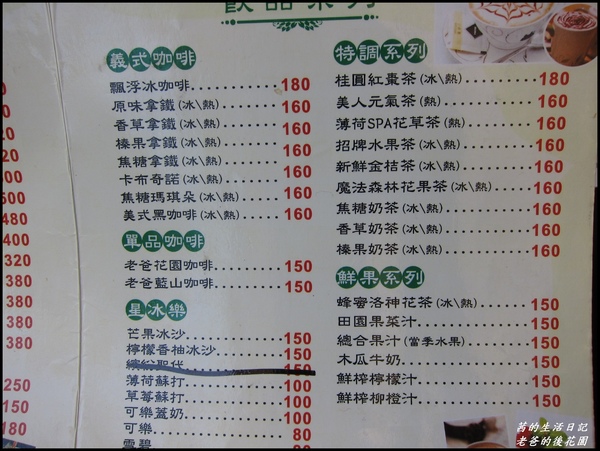 飲品系列
義式咖啡
飄浮冰咖啡 180
原味拿鐵(冰\熱) 160
香草拿鐵(冰\熱) 160
榛果拿鐵(冰\熱) 160
焦糖拿鐵(冰\熱) 160
卡布奇諾(冰\熱) 160
焦糖瑪琪朵(冰\熱) 160
美式黑咖啡(冰\熱) 160
單品咖啡
老爸花園咖啡 150
老爸藍山咖啡 150
星冰樂
芒果冰沙 150
檸檬香柚冰沙 150
繽紛聖代 150
薄荷蘇打 100
草莓蘇打 100
可樂蓋奶 100
可樂 80
雪碧 80
特調系列
桂圓紅棗茶(冰\熱) 180
美人元氣茶(熱) 160
薄荷SPA花草茶(熱) 160
招牌水果茶(冰\熱) 160
新鮮金桔茶(冰\熱) 160
魔法森林花果茶(冰\熱) 160
焦糖奶茶(冰\熱) 160
香草奶茶(冰\熱) 160
榛果奶茶(冰\熱) 160
鮮果系列
蜂蜜洛神花茶(冰\熱) 150
田園果菜汁 150
總合果汁(當季水果) 150
木瓜牛奶 150
鮮榨檸檬汁 150
鮮榨柳橙汁 150
480
400
320
380
380
380
250
150
180
莒的生活日記
老爸的後花園